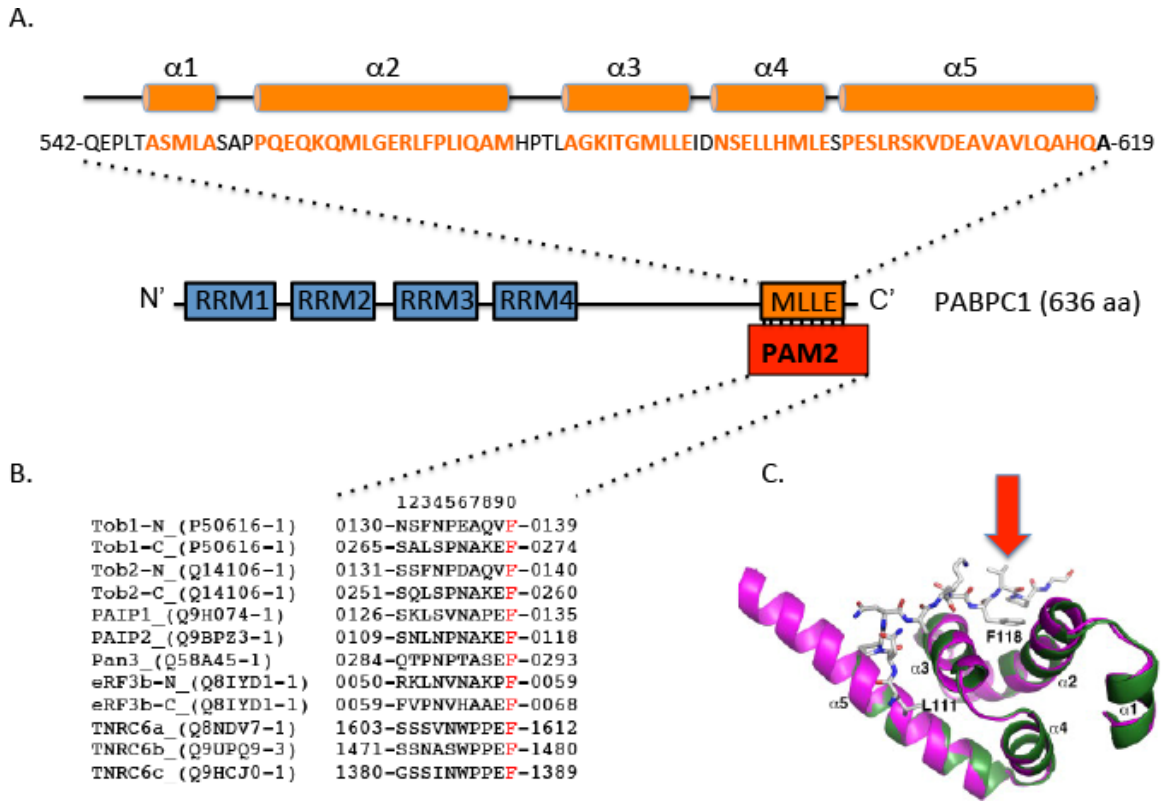 A.
α1 α2 α3 α4 α5
542-QEPLTASMLASAPPQEQKQMLGERLFPLIQAMHPTLAGKITGMLLEIDNSELLHMLESPESLRSKVDEAVAVLQAHQA-619
N' RRM1 RRM2 RRM3 RRM4 MLLE C' PABPC1 (636 aa)
PAM2
B.
1234567890
Tob1-N_(P50616-1) 0130-NSFNPEAQVF-0139
Tob1-C_(P50616-1) 0265-SALSPNAKEF-0274
Tob2-N_(Q14106-1) 0131-SSFNPDAQVF-0140
Tob2-C_(Q14106-1) 0251-SQLSPNAKEF-0260
PAIP1_(Q9H074-1) 0126-SKLSVNAPEF-0135
PAIP2_(Q9BPZ3-1) 0109-SNLNPNAKEF-0118
Pan3_(Q58A45-1) 0284-QTPNPTASEF-0293
eRF3b-N_(Q8IYD1-1) 0050-RKLNVNAKPF-0059
eRF3b-C_(Q8IYD1-1) 0059-FVPNVHAAEF-0068
TNRC6a_(Q8NDV7-1) 1603-SSSVNWPPEF-1612
TNRC6b_(Q9UPQ9-3) 1471-SSNASWPPEF-1480
TNRC6c_(Q9HCJ0-1) 1380-GSSINWPPEF-1389
C.
F118
α3
α2
α5
L111
α1
α4